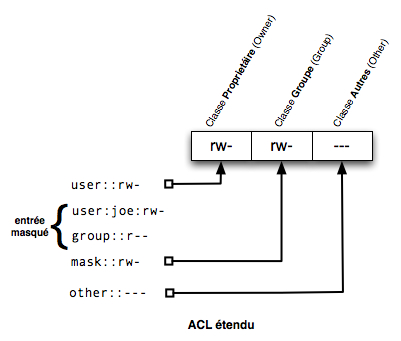 Classe Proprietáire (Owner)
Classe Groupe (Group)
Classe Autres (Other)
rw- rw- ---
user::rw-
entrée
masqué
user:joe:rw-
group::r--
mask::rw-
other::---
ACL étendu